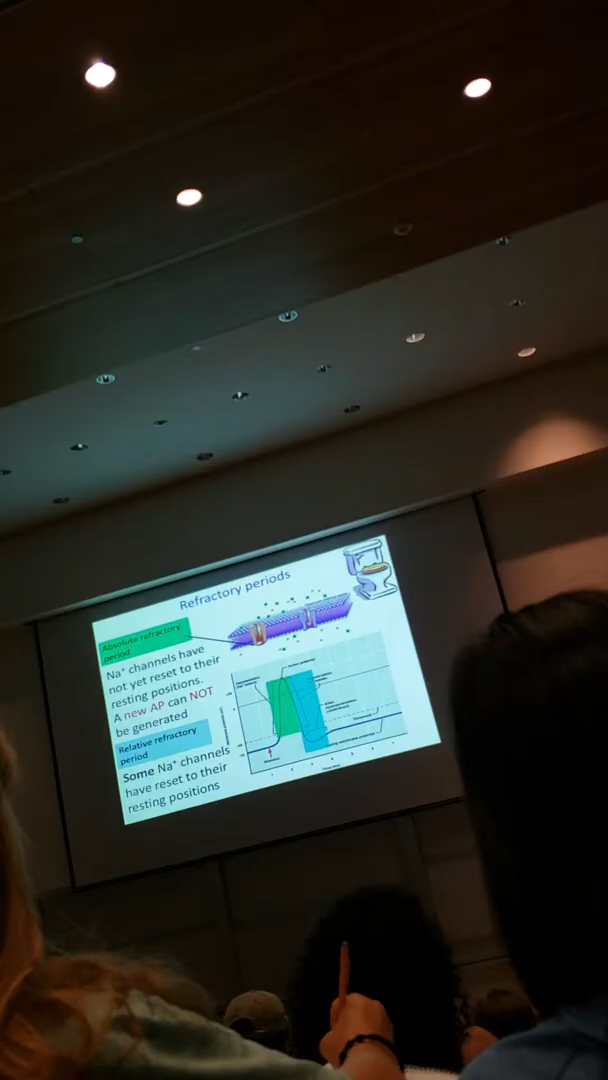 Refractory periods
Absolute refractory
period
Na⁺ channels have
not yet reset to their
resting positions.
A new AP can NOT
be generated
Relative refractory
period
Some Na⁺ channels
have reset to their
resting positions